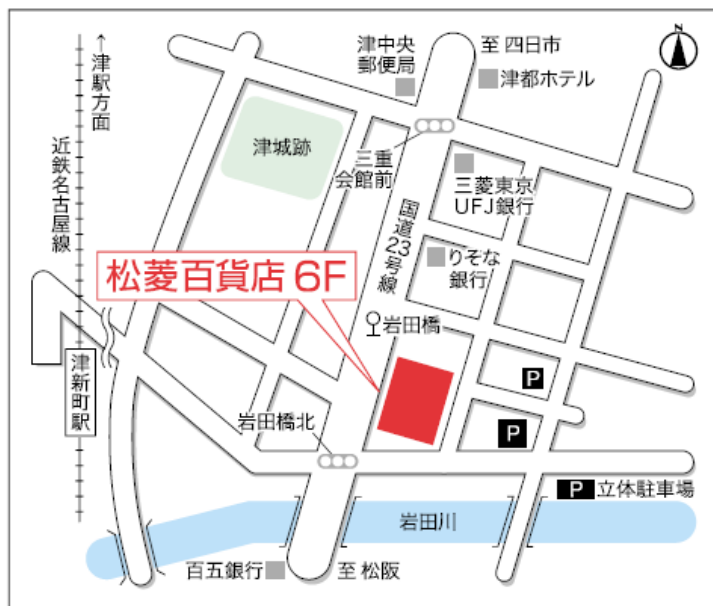 N
↑津駅方面
近鉄名古屋線
津新町駅
津中央
郵便局
至 四日市
津都ホテル
津城跡
三重
会館前
三菱東京
UFJ銀行
国道23号線
りそな
銀行
松菱百貨店 6F
岩田橋
P
岩田橋北
P
P 立体駐車場
岩田川
百五銀行
至 松阪